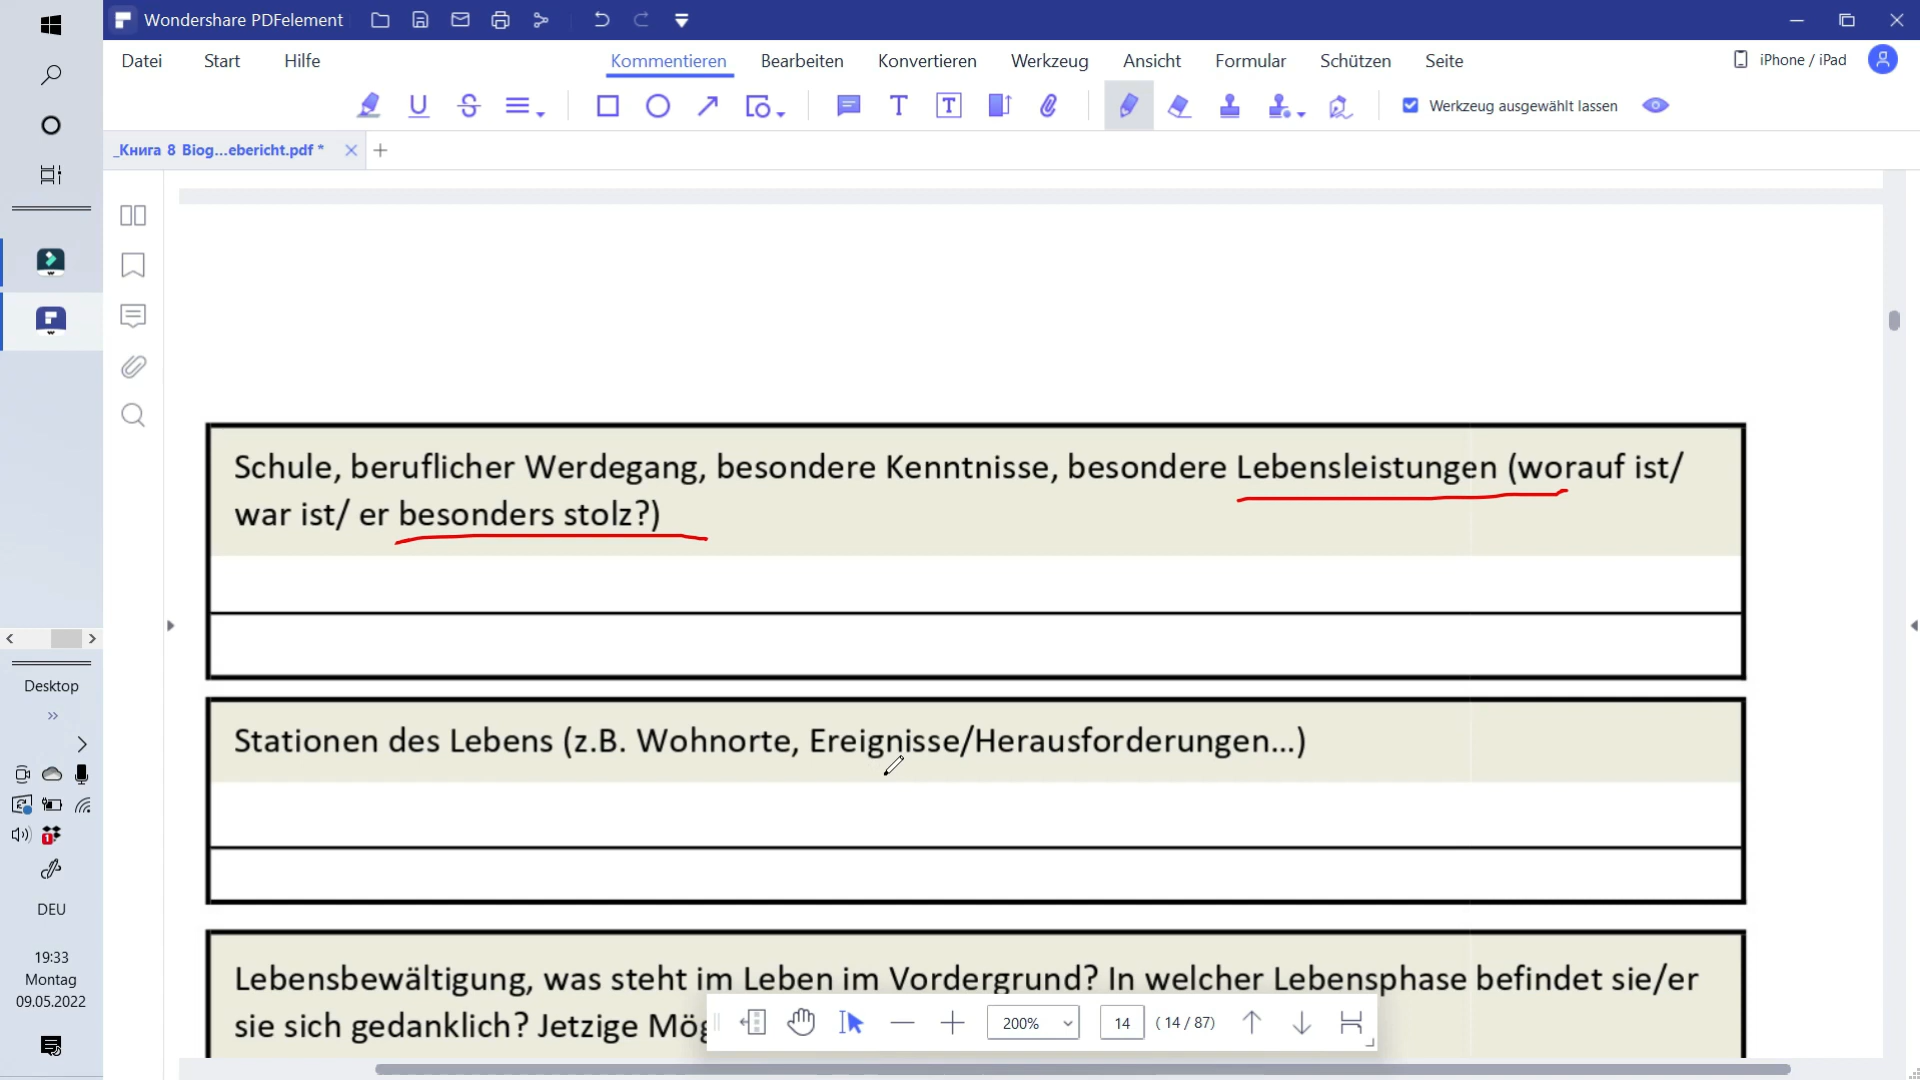 Wondershare PDFelement
Datei Start Hilfe Kommentieren Bearbeiten Konvertieren Werkzeug Ansicht Formular Schützen Seite iPhone / iPad
Werkzeug ausgewählt lassen
_Книга 8 Biog...ebericht.pdf *
Schule, beruflicher Werdegang, besondere Kenntnisse, besondere Lebensleistungen (worauf ist/
war ist/ er besonders stolz?)
Stationen des Lebens (z.B. Wohnorte, Ereignisse/Herausforderungen...)
Lebensbewältigung, was steht im Leben im Vordergrund? In welcher Lebensphase befindet sie/er
sie sich gedanklich? Jetzige Mög
200% 14 ( 14 / 87)
Desktop
1
DEU
19:33
Montag
09.05.2022